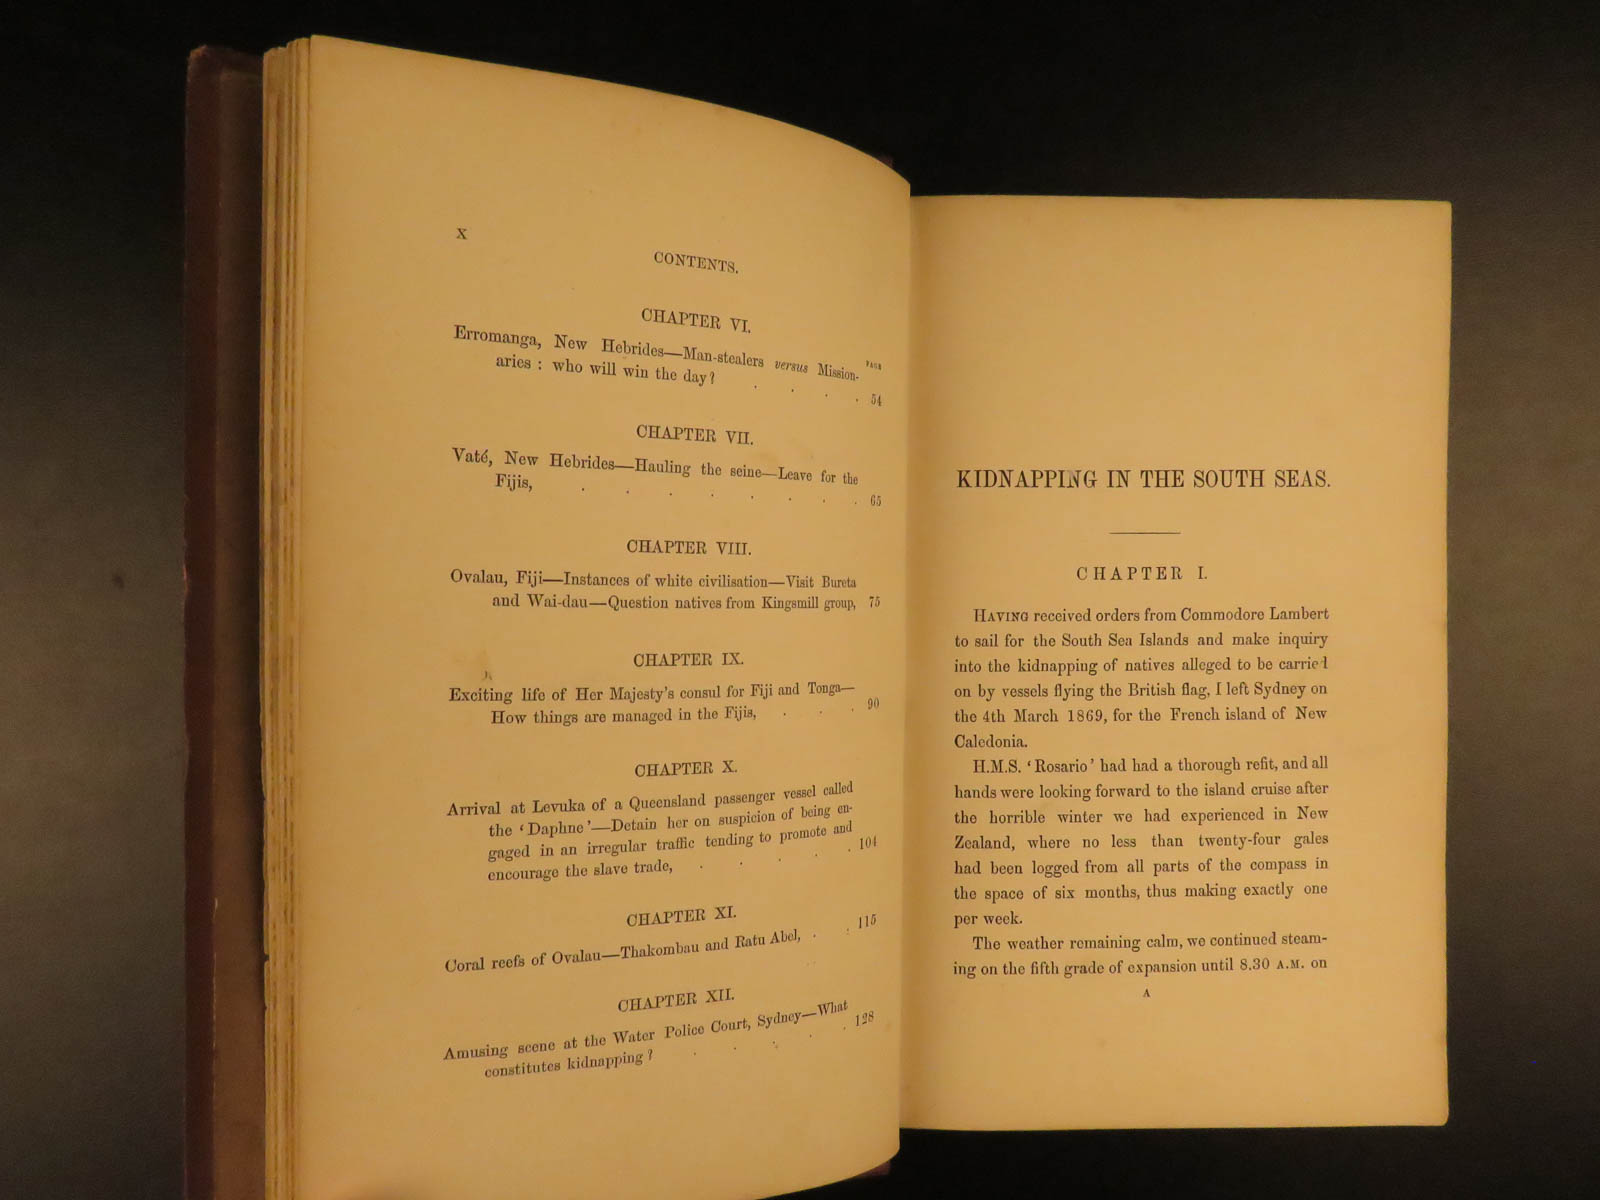 X
CONTENTS.
CHAPTER VI.
PAGE
Erromanga, New Hebrides—Man-stealers versus Mission-
aries : who will win the day? . . . . 54
CHAPTER VII.
Vaté, New Hebrides—Hauling the seine—Leave for the
Fijis, . . . . . . . 65
CHAPTER VIII.
Ovalau, Fiji—Instances of white civilisation—Visit Bureta
and Wai-dau—Question natives from Kingsmill group, 75
CHAPTER IX.
Exciting life of Her Majesty's consul for Fiji and Tonga—
How things are managed in the Fijis, . . . 90
CHAPTER X.
Arrival at Levuka of a Queensland passenger vessel called
the ‘Daphne’—Detain her on suspicion of being en-
gaged in an irregular traffic tending to promote and
encourage the slave trade, . . . . 104
CHAPTER XI.
Coral reefs of Ovalau—Thakombau and Ratu Abel, . . 115
CHAPTER XII.
Amusing scene at the Water Police Court, Sydney—What
constitutes kidnapping? . . . . . 128
KIDNAPPING IN THE SOUTH SEAS.
CHAPTER I.
HAVING received orders from Commodore Lambert
to sail for the South Sea Islands and make inquiry
into the kidnapping of natives alleged to be carried
on by vessels flying the British flag, I left Sydney on
the 4th March 1869, for the French island of New
Caledonia.
H.M.S. ‘Rosario’ had had a thorough refit, and all
hands were looking forward to the island cruise after
the horrible winter we had experienced in New
Zealand, where no less than twenty-four gales
had been logged from all parts of the compass in
the space of six months, thus making exactly one
per week.
The weather remaining calm, we continued steam-
ing on the fifth grade of expansion until 8.30 A.M. on
A